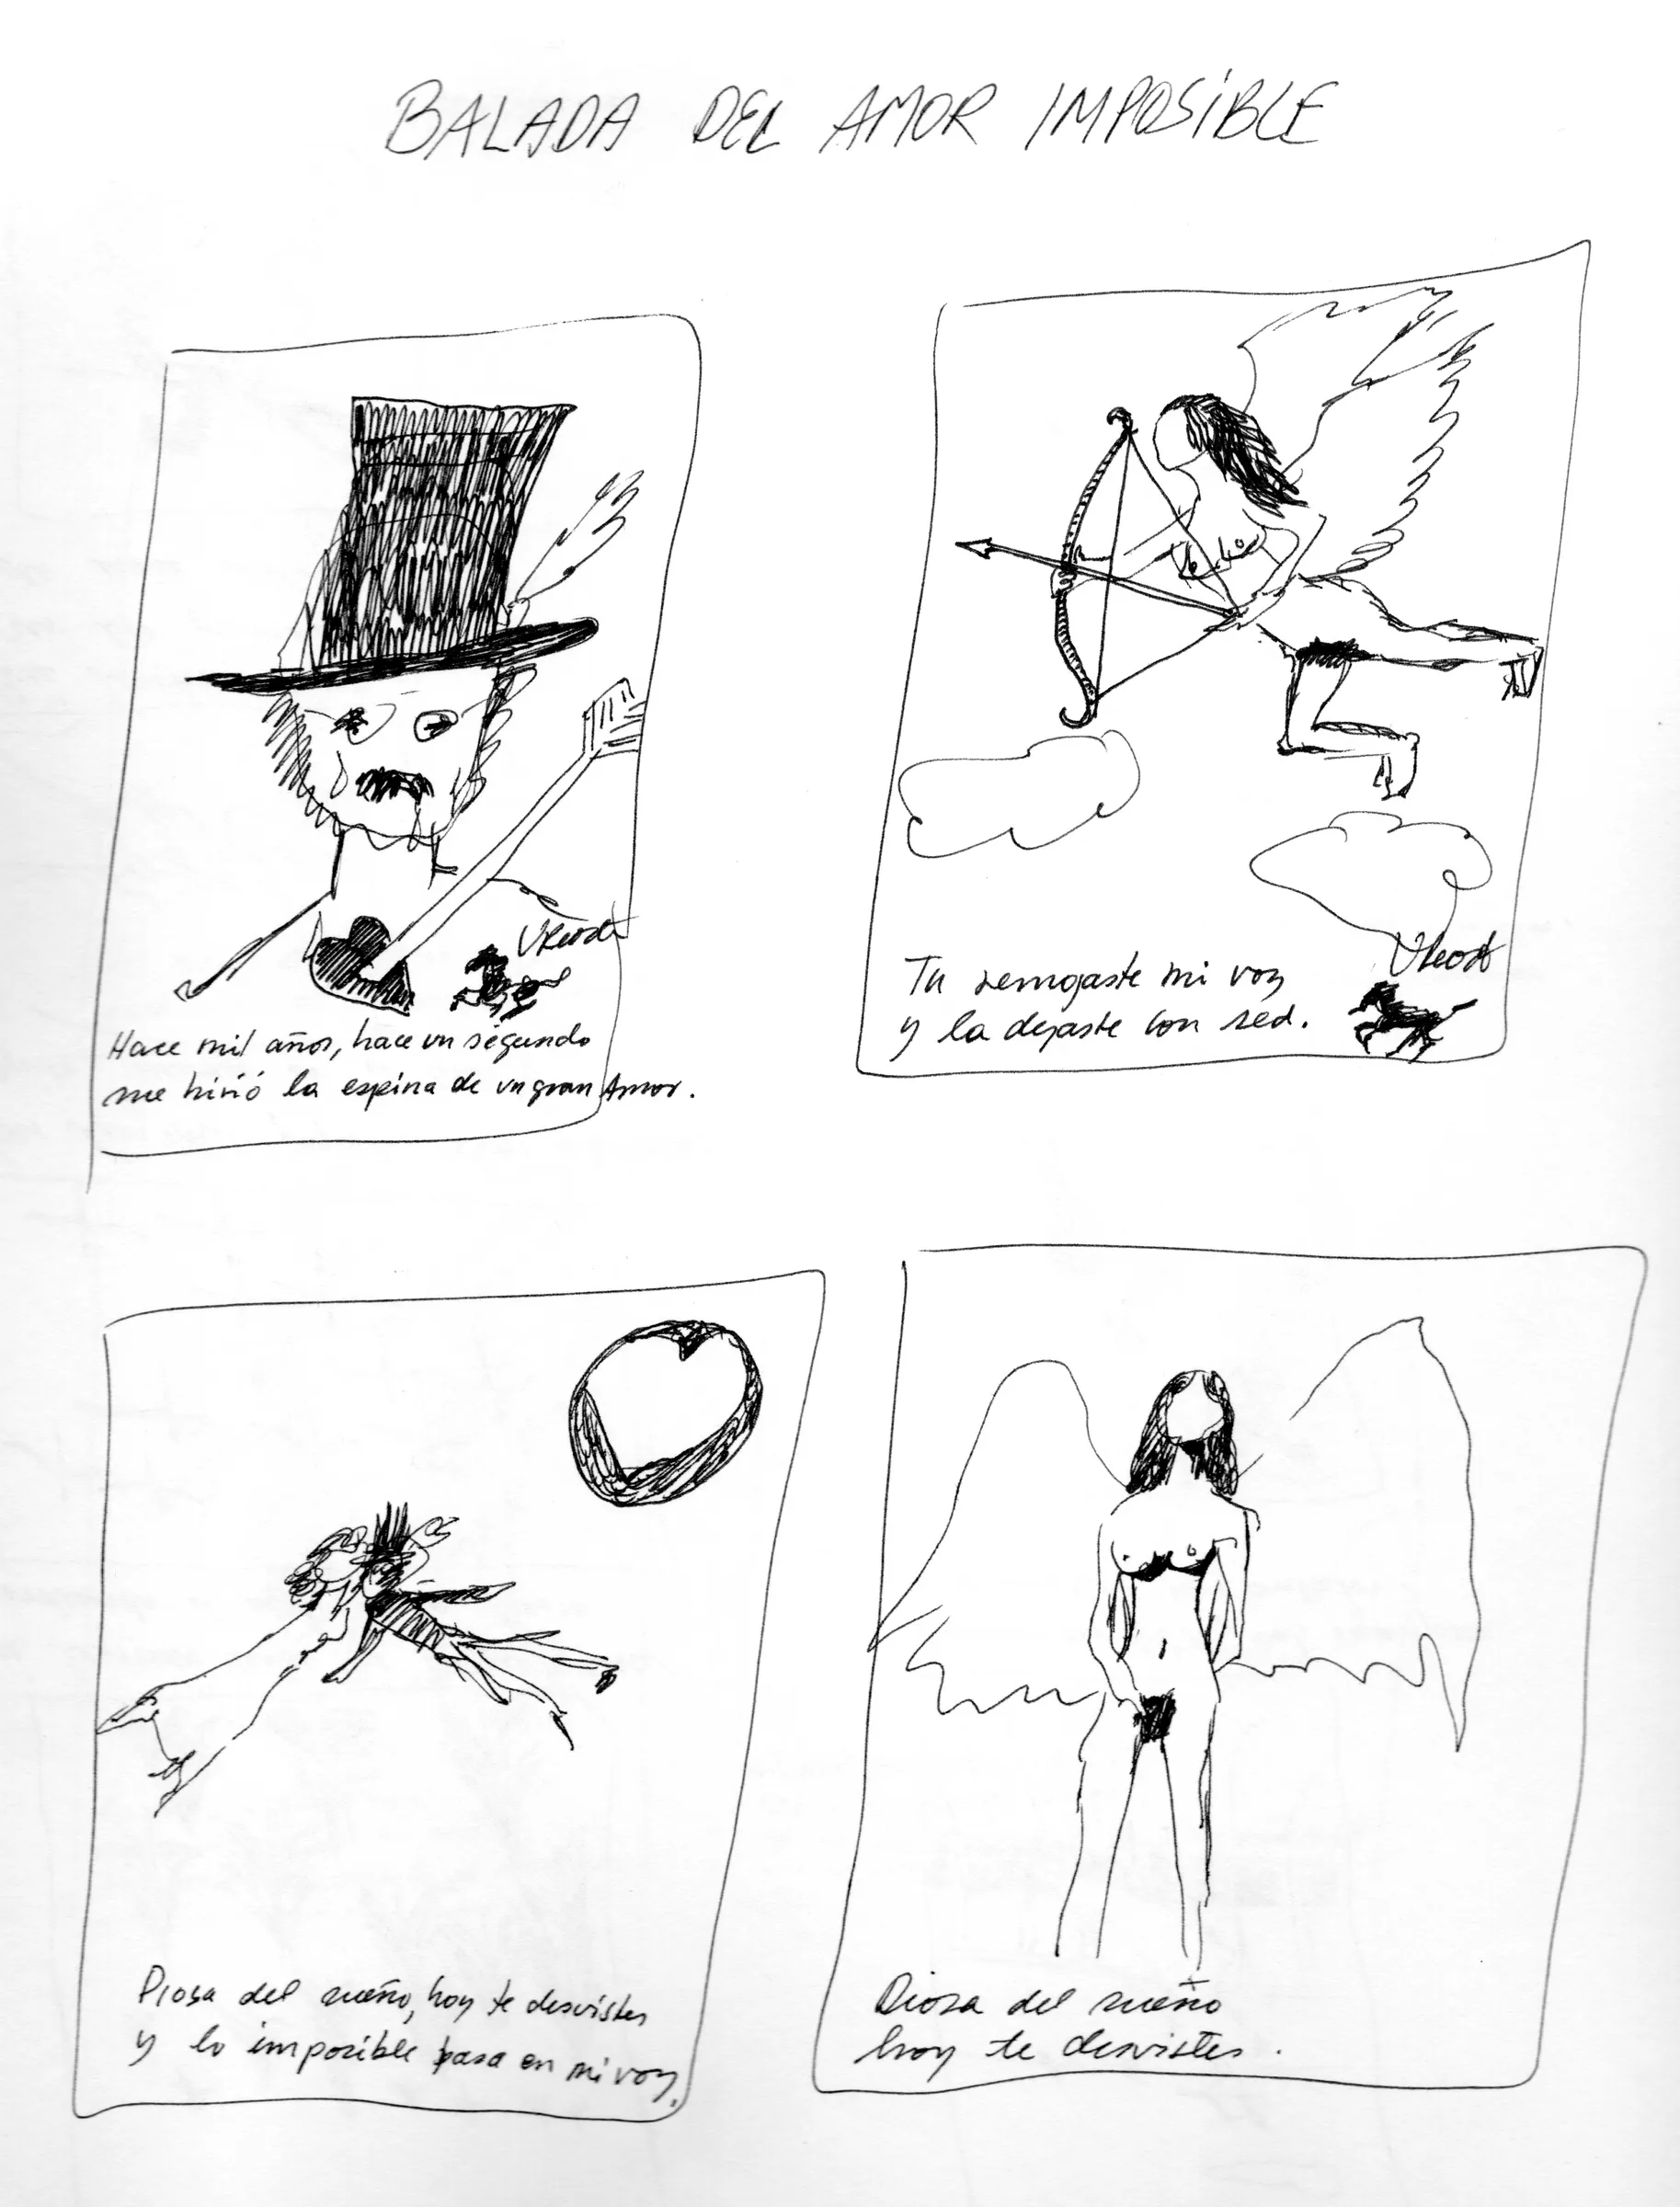 BALADA DEL AMOR IMPOSIBLE
Hace mil años, hace un segundo
me hirió la espina de un gran Amor.
Tu remojaste mi voz
y la dejaste con sed.
Diosa del sueño, hoy te desvistes
y lo imposible pasa en mi voz.
Diosa del sueño
hoy te desvistes.